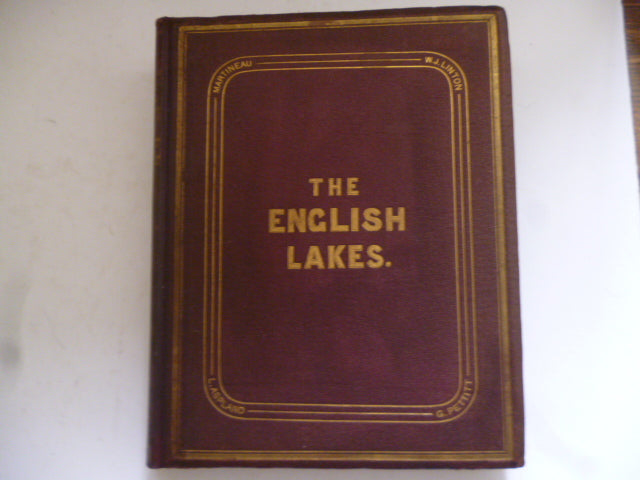 MARTINEAU
W.J. LINTON
THE
ENGLISH
LAKES.
L. ASPLAND
G. PETTITT